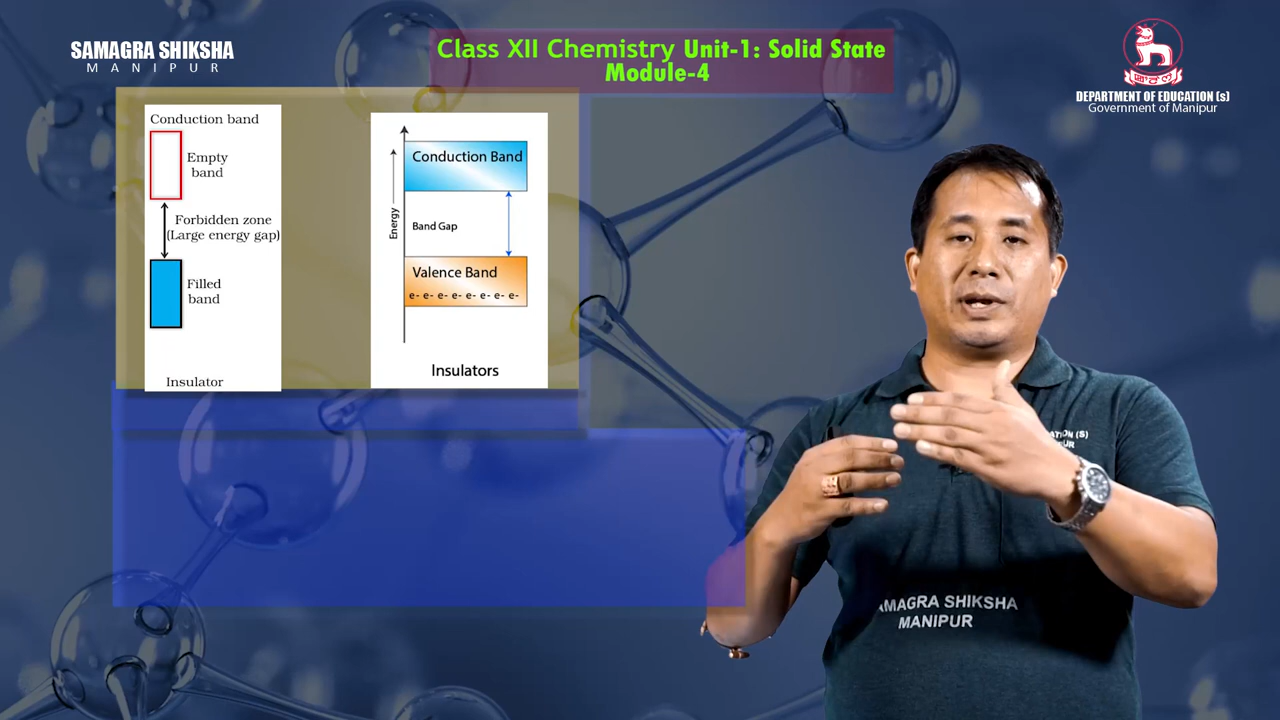 SAMAGRA SHIKSHA
MANIPUR
Class XII Chemistry Unit-1: Solid State
Module-4
DEPARTMENT OF EDUCATION (S)
Government of Manipur
Conduction band
Empty
band
Forbidden zone
(Large energy gap)
Filled
band
Insulator
Energy
Conduction Band
Band Gap
Valence Band
e- e- e- e- e- e- e- e-
Insulators
AMAGRA SHIKSHA
MANIPUR